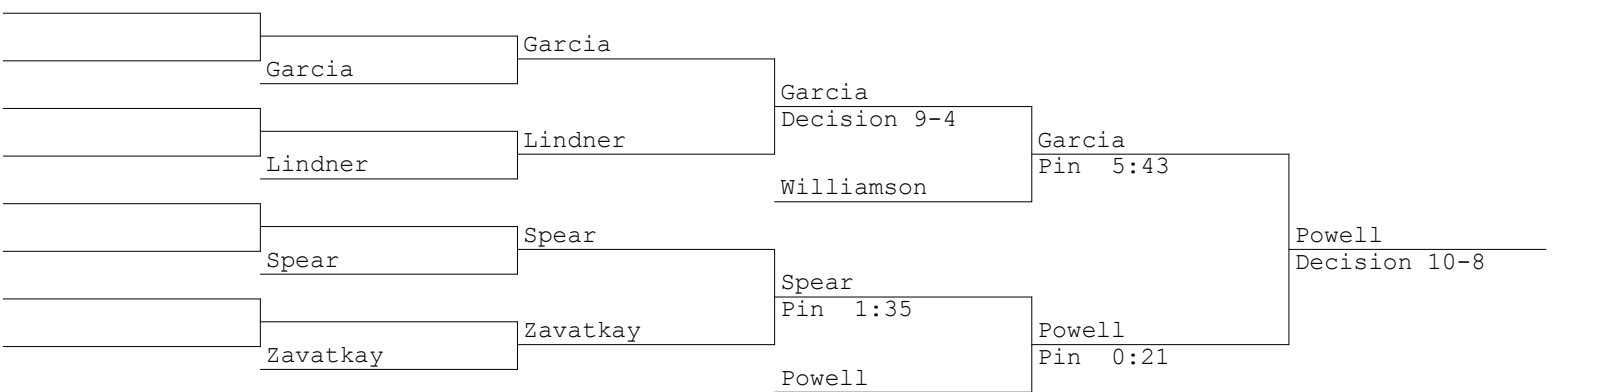 Garcia
Garcia
Garcia
Decision 9-4
Lindner
Garcia
Lindner
Pin 5:43
Williamson
Spear
Powell
Spear
Decision 10-8
Spear
Pin 1:35
Zavatkay
Powell
Zavatkay
Pin 0:21
Powell